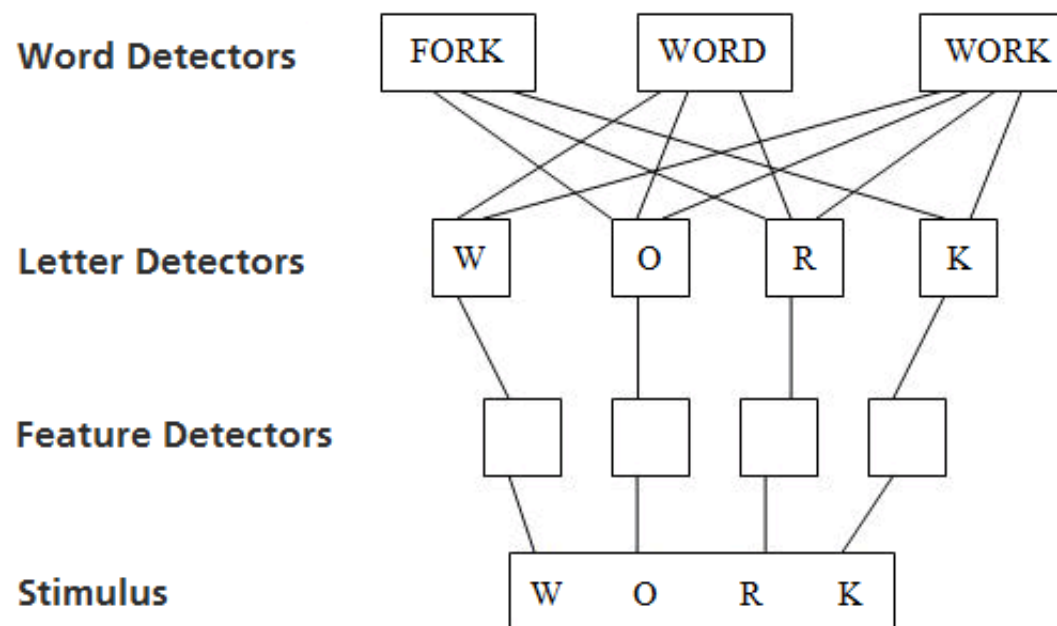 Word Detectors FORK WORD WORK
Letter Detectors W O R K
Feature Detectors
Stimulus W O R K